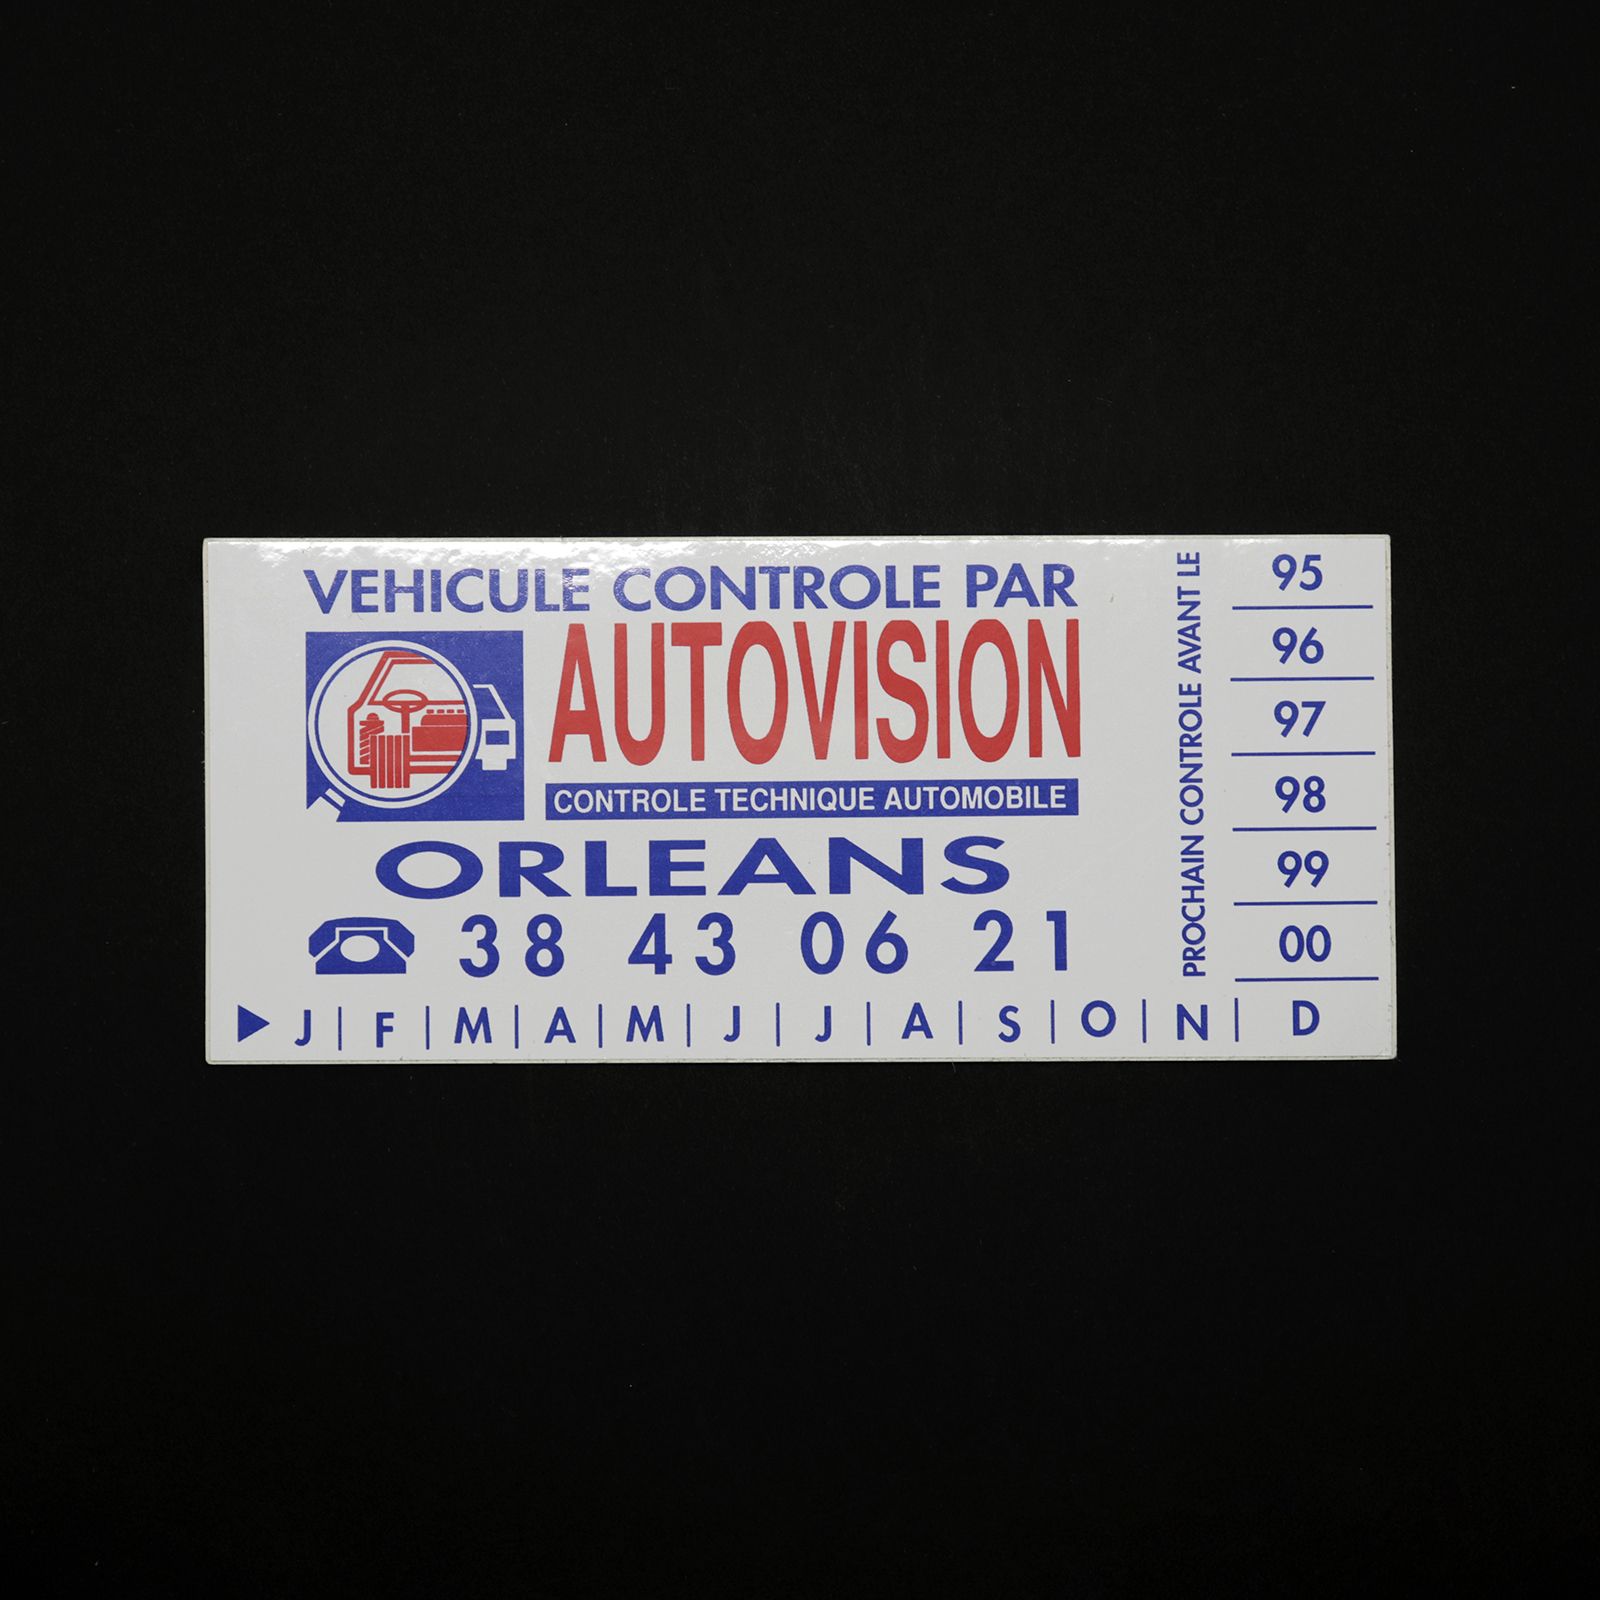 VEHICULE CONTROLE PAR
AUTOVISION
CONTROLE TECHNIQUE AUTOMOBILE
ORLEANS
38 43 06 21
J | F | M | A | M | J | J | A | S | O | N | D
PROCHAIN CONTROLE AVANT LE
95
96
97
98
99
00